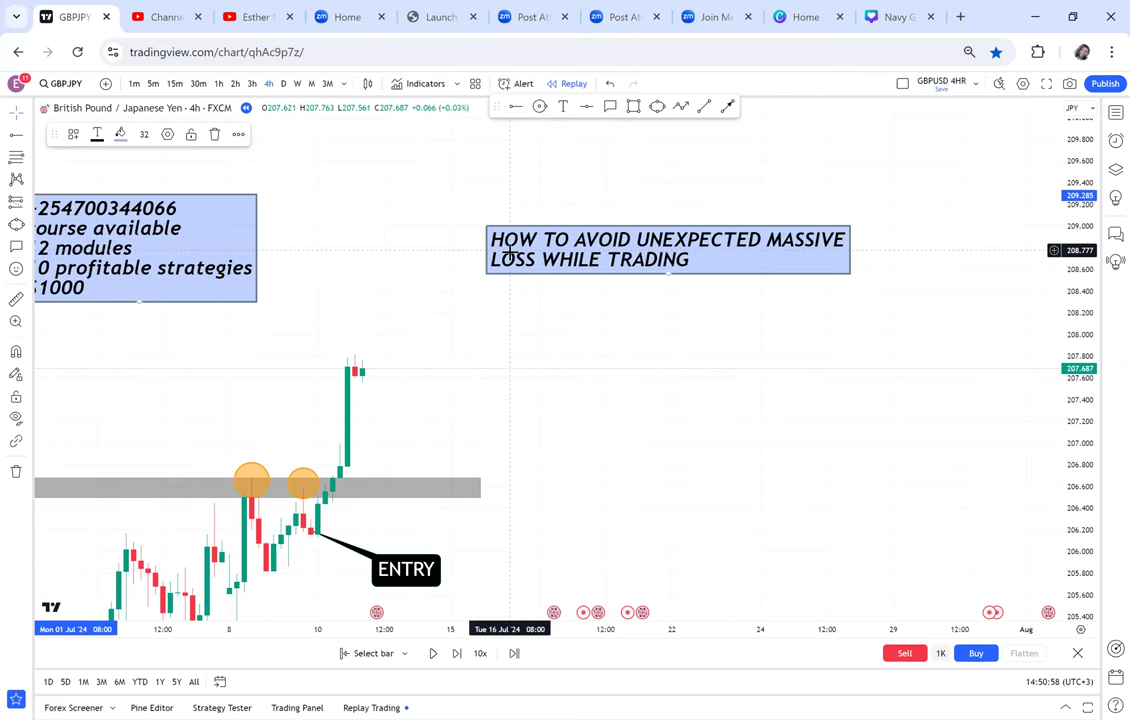 GBPJPY
Channe
Esther
Home
Launch
Post At
Post At
Join M
Home
Navy G
tradingview.com/chart/qhAc9p7z/
E
11
GBPJPY
1m 5m 15m 30m 1h 2h 3h 4h D W M 3M
Indicators
Alert
Replay
GBPUSD 4HR
Save
Publish
British Pound / Japanese Yen · 4h · FXCM
O207.621 H207.763 L207.561 C207.687 +0.066 (+0.03%)
JPY
32
254700344066
ourse available
2 modules
0 profitable strategies
1000
HOW TO AVOID UNEXPECTED MASSIVE
LOSS WHILE TRADING
ENTRY
209.800
209.600
209.400
209.285
209.200
209.000
208.777
208.600
208.400
208.200
208.000
207.800
207.687
207.600
207.400
207.200
207.000
206.800
206.600
206.400
206.200
206.000
205.800
205.600
205.400
Mon 01 Jul '24 08:00
12:00
8
10
12:00
15
Tue 16 Jul '24 08:00
12:00
22
24
12:00
29
12:00
Aug
Select bar
10x
Sell
1K
Buy
Flatten
1D 5D 1M 3M 6M YTD 1Y 5Y All
14:50:58 (UTC+3)
Forex Screener
Pine Editor
Strategy Tester
Trading Panel
Replay Trading